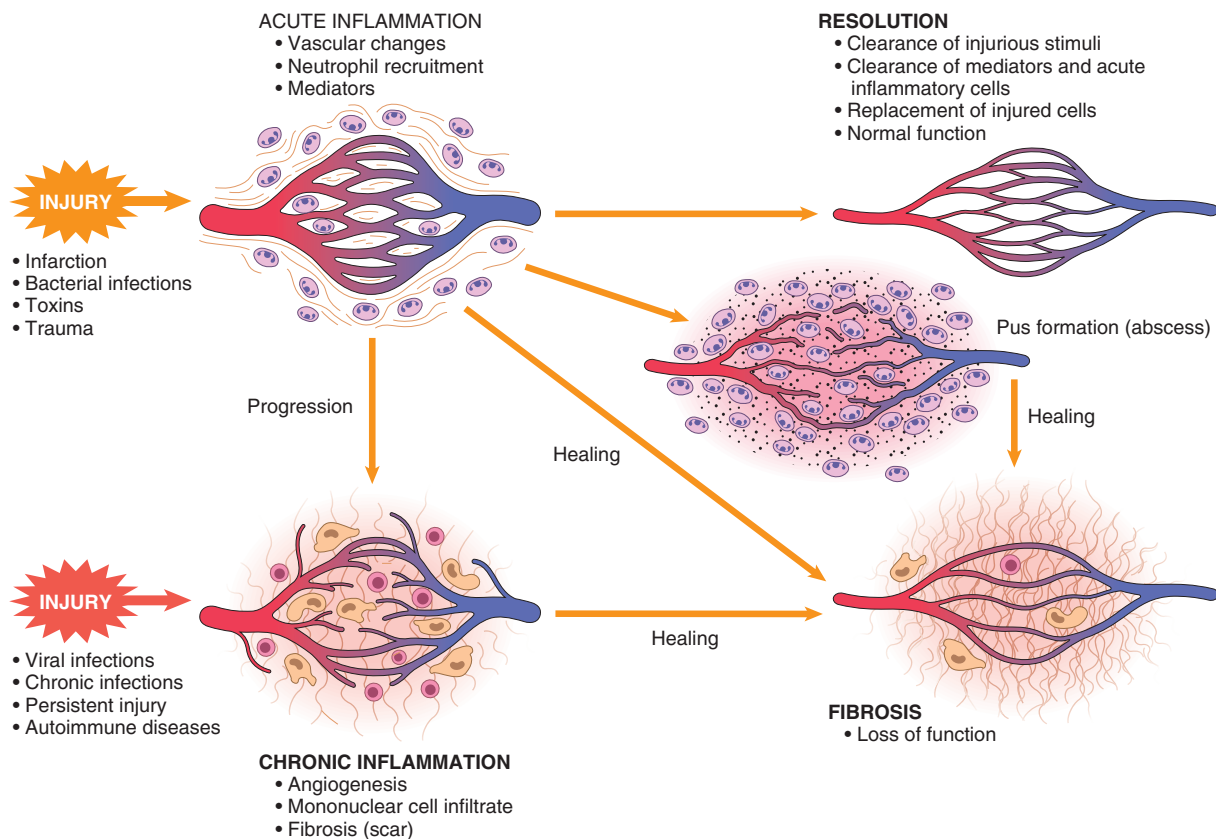 ACUTE INFLAMMATION
• Vascular changes
• Neutrophil recruitment
• Mediators
RESOLUTION
• Clearance of injurious stimuli
• Clearance of mediators and acute
inflammatory cells
• Replacement of injured cells
• Normal function
INJURY
• Infarction
• Bacterial infections
• Toxins
• Trauma
Pus formation (abscess)
Progression
Healing
Healing
INJURY
• Viral infections
• Chronic infections
• Persistent injury
• Autoimmune diseases
Healing
CHRONIC INFLAMMATION
• Angiogenesis
• Mononuclear cell infiltrate
• Fibrosis (scar)
FIBROSIS
• Loss of function